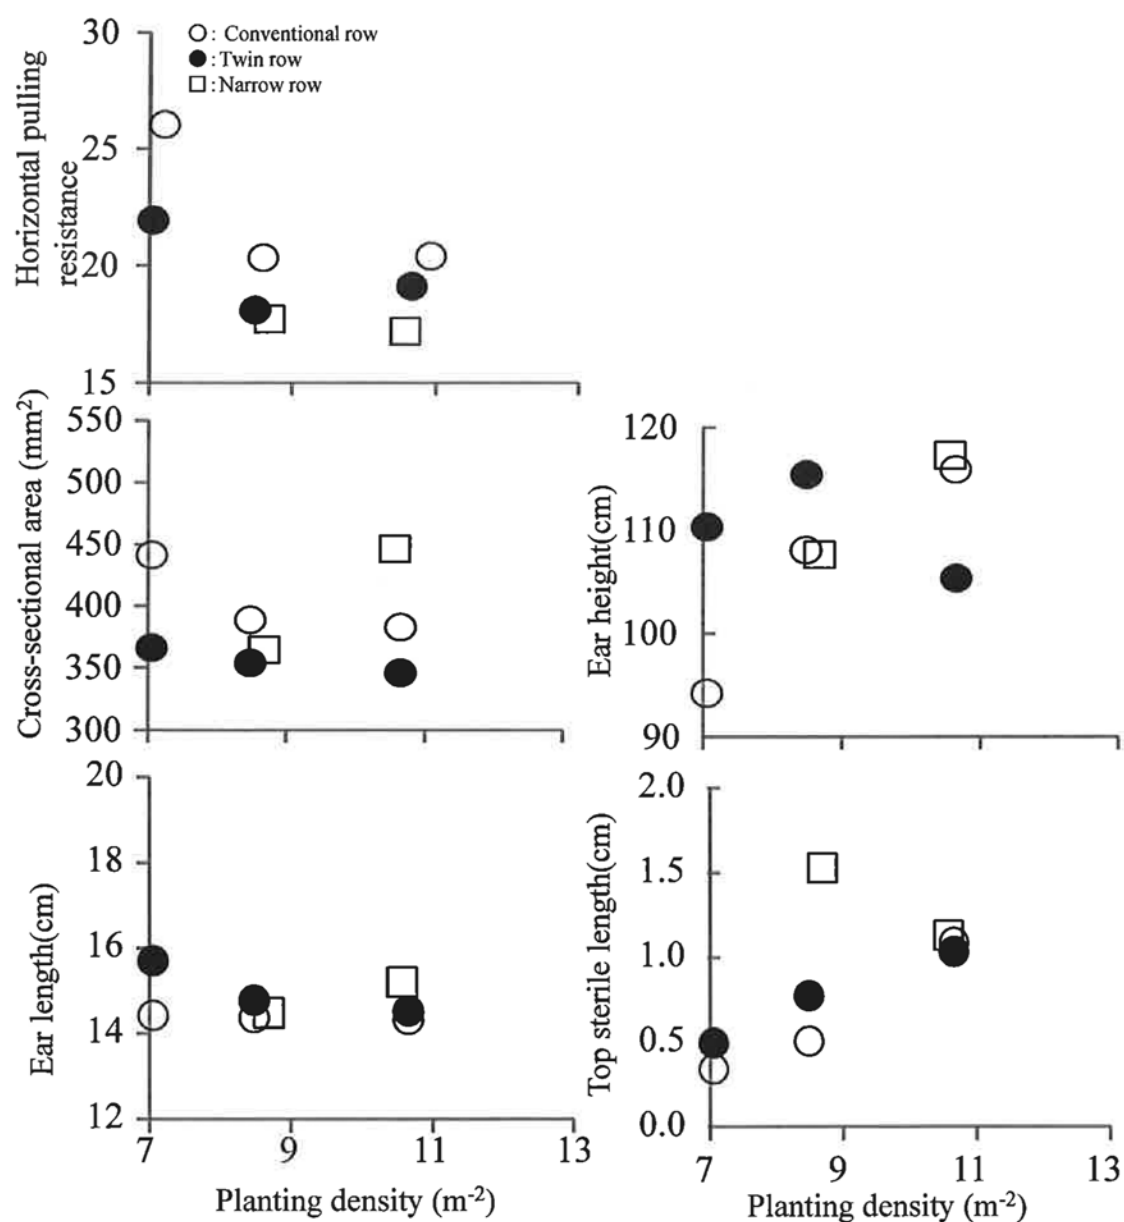 30
○: Conventional row
●: Twin row
□: Narrow row
25
20
15
Horizontal pulling
resistance
550
500
450
400
350
300
Cross-sectional area (mm²)
120
110
100
90
Ear height(cm)
20
18
16
14
12
Ear length(cm)
7 9 11 13
Planting density (m⁻²)
2.0
1.5
1.0
0.5
0.0
Top sterile length(cm)
7 9 11 13
Planting density (m⁻²)